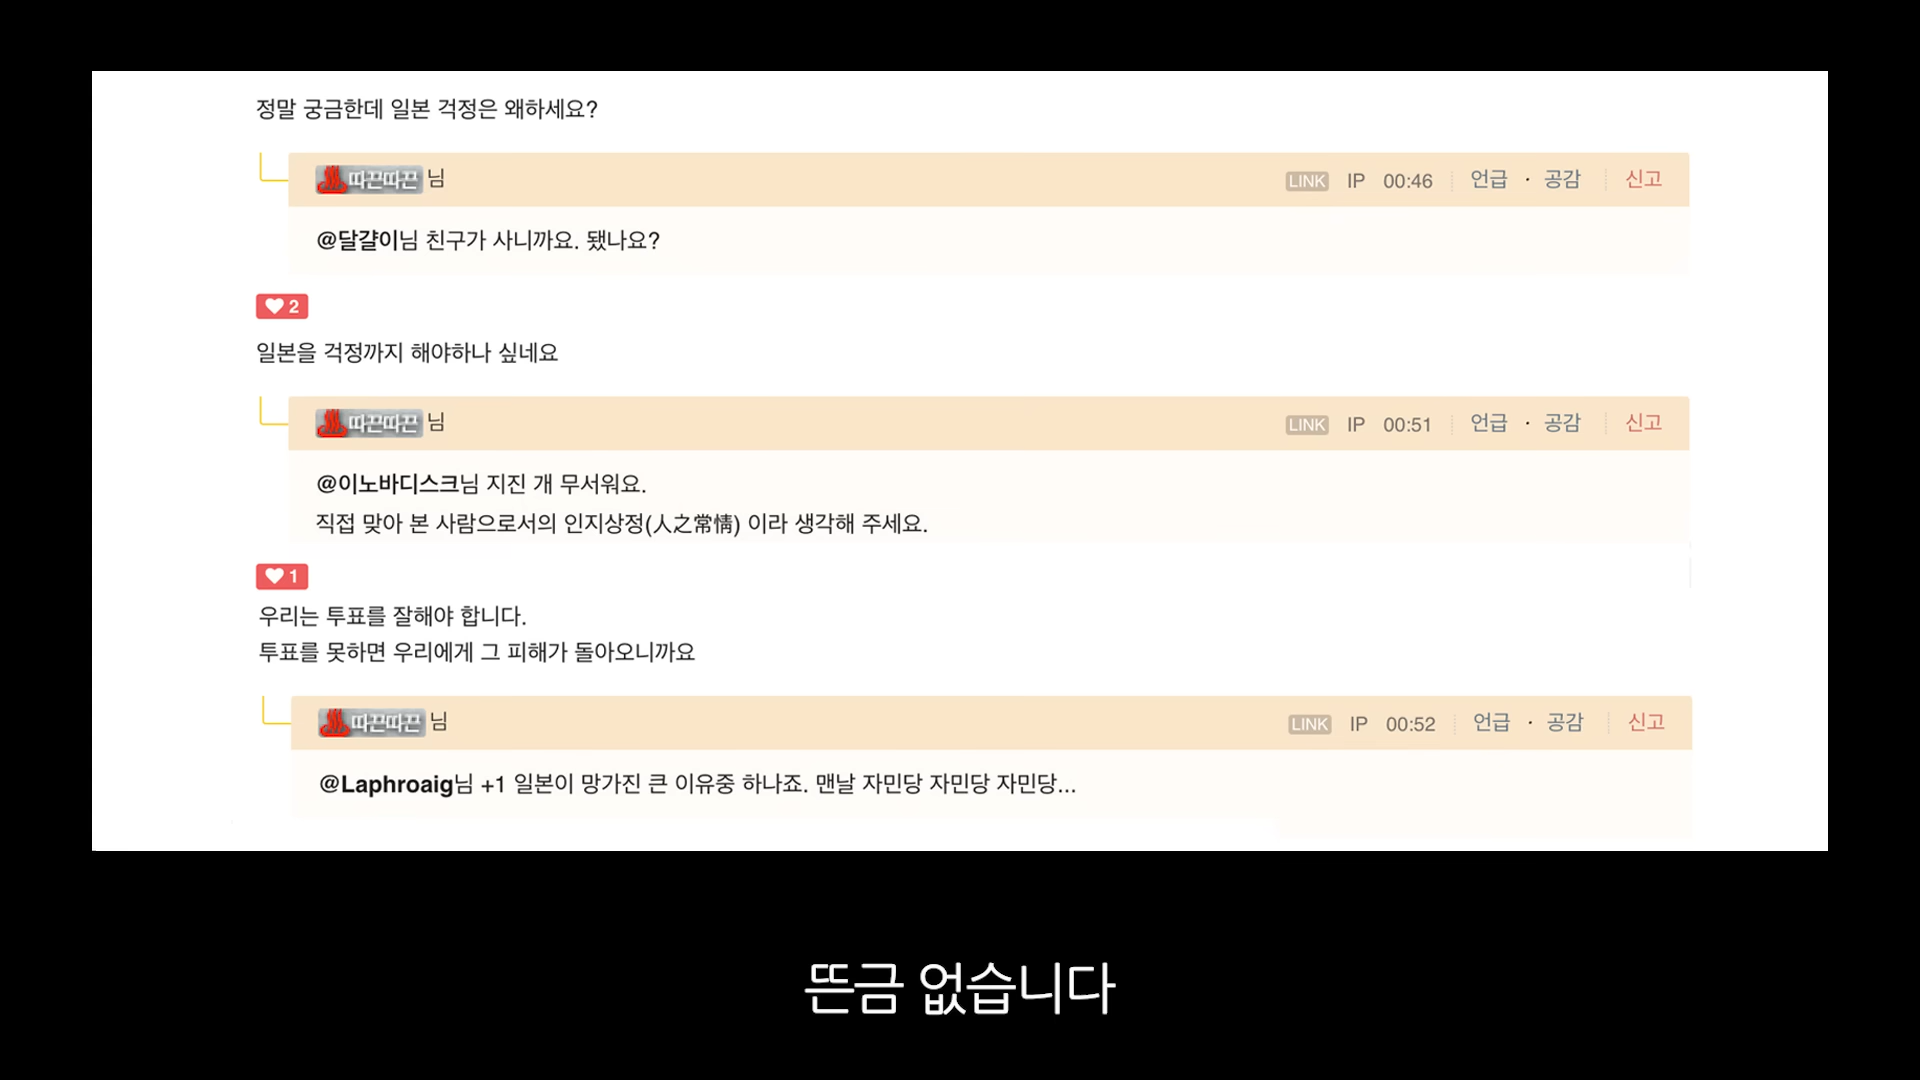 정말 궁금한데 일본 걱정은 왜하세요?
따끈따끈 님 LINK IP 00:46 언급 · 공감 신고
@달걀이님 친구가 사니까요. 됐나요?
2
일본을 걱정까지 해야하나 싶네요
따끈따끈 님 LINK IP 00:51 언급 · 공감 신고
@이노바디스크님 지진 개 무서워요.
직접 맞아 본 사람으로서의 인지상정(人之常情) 이라 생각해 주세요.
1
우리는 투표를 잘해야 합니다.
투표를 못하면 우리에게 그 피해가 돌아오니까요
따끈따끈 님 LINK IP 00:52 언급 · 공감 신고
@Laphroaig님 +1 일본이 망가진 큰 이유중 하나죠. 맨날 자민당 자민당 자민당...
뜬금 없습니다